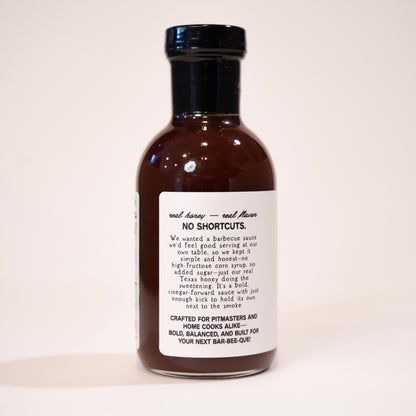 real honey — real flavor
NO SHORTCUTS.
We wanted a barbecue sauce
we'd feel good serving at our
own table, so we kept it
simple and honest—no
high-fructose corn syrup, no
added sugar—just our real
Texas honey doing the
sweetening. It's a bold,
vinegar-forward sauce with just
enough kick to hold its own
next to the smoke.
CRAFTED FOR PITMASTERS AND
HOME COOKS ALIKE—
BOLD, BALANCED, AND BUILT FOR
YOUR NEXT BAR-BEE-QUE!